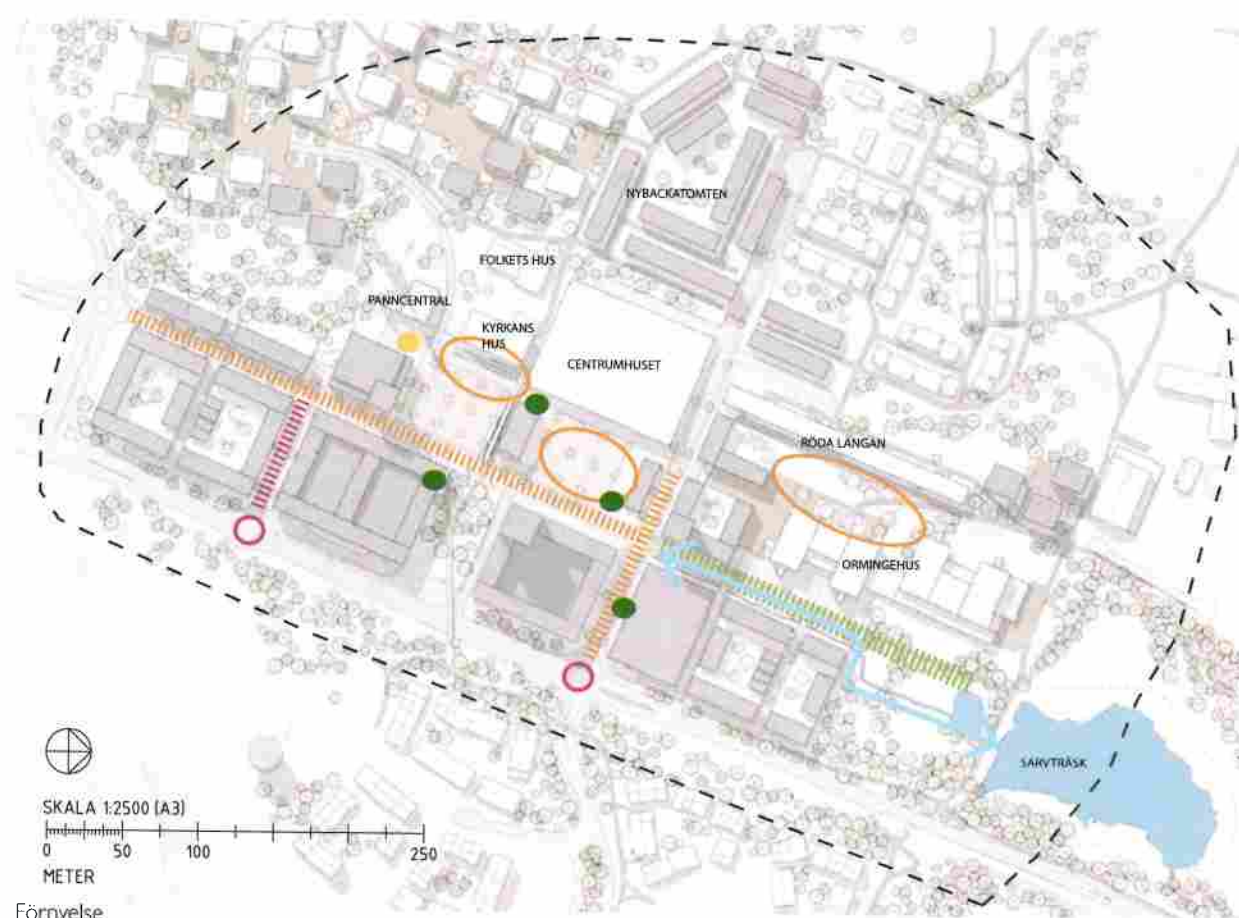 NYBACKATOMTEN
FOLKETS HUS
PANNCENTRAL
KYRKANS
HUS
CENTRUMHUSET
RÖDA LÄNGAN
ORMINGEHUS
SARVTRÄSK
SKALA 1:2500 (A3)
0 50 100 250
METER
Förnyelse